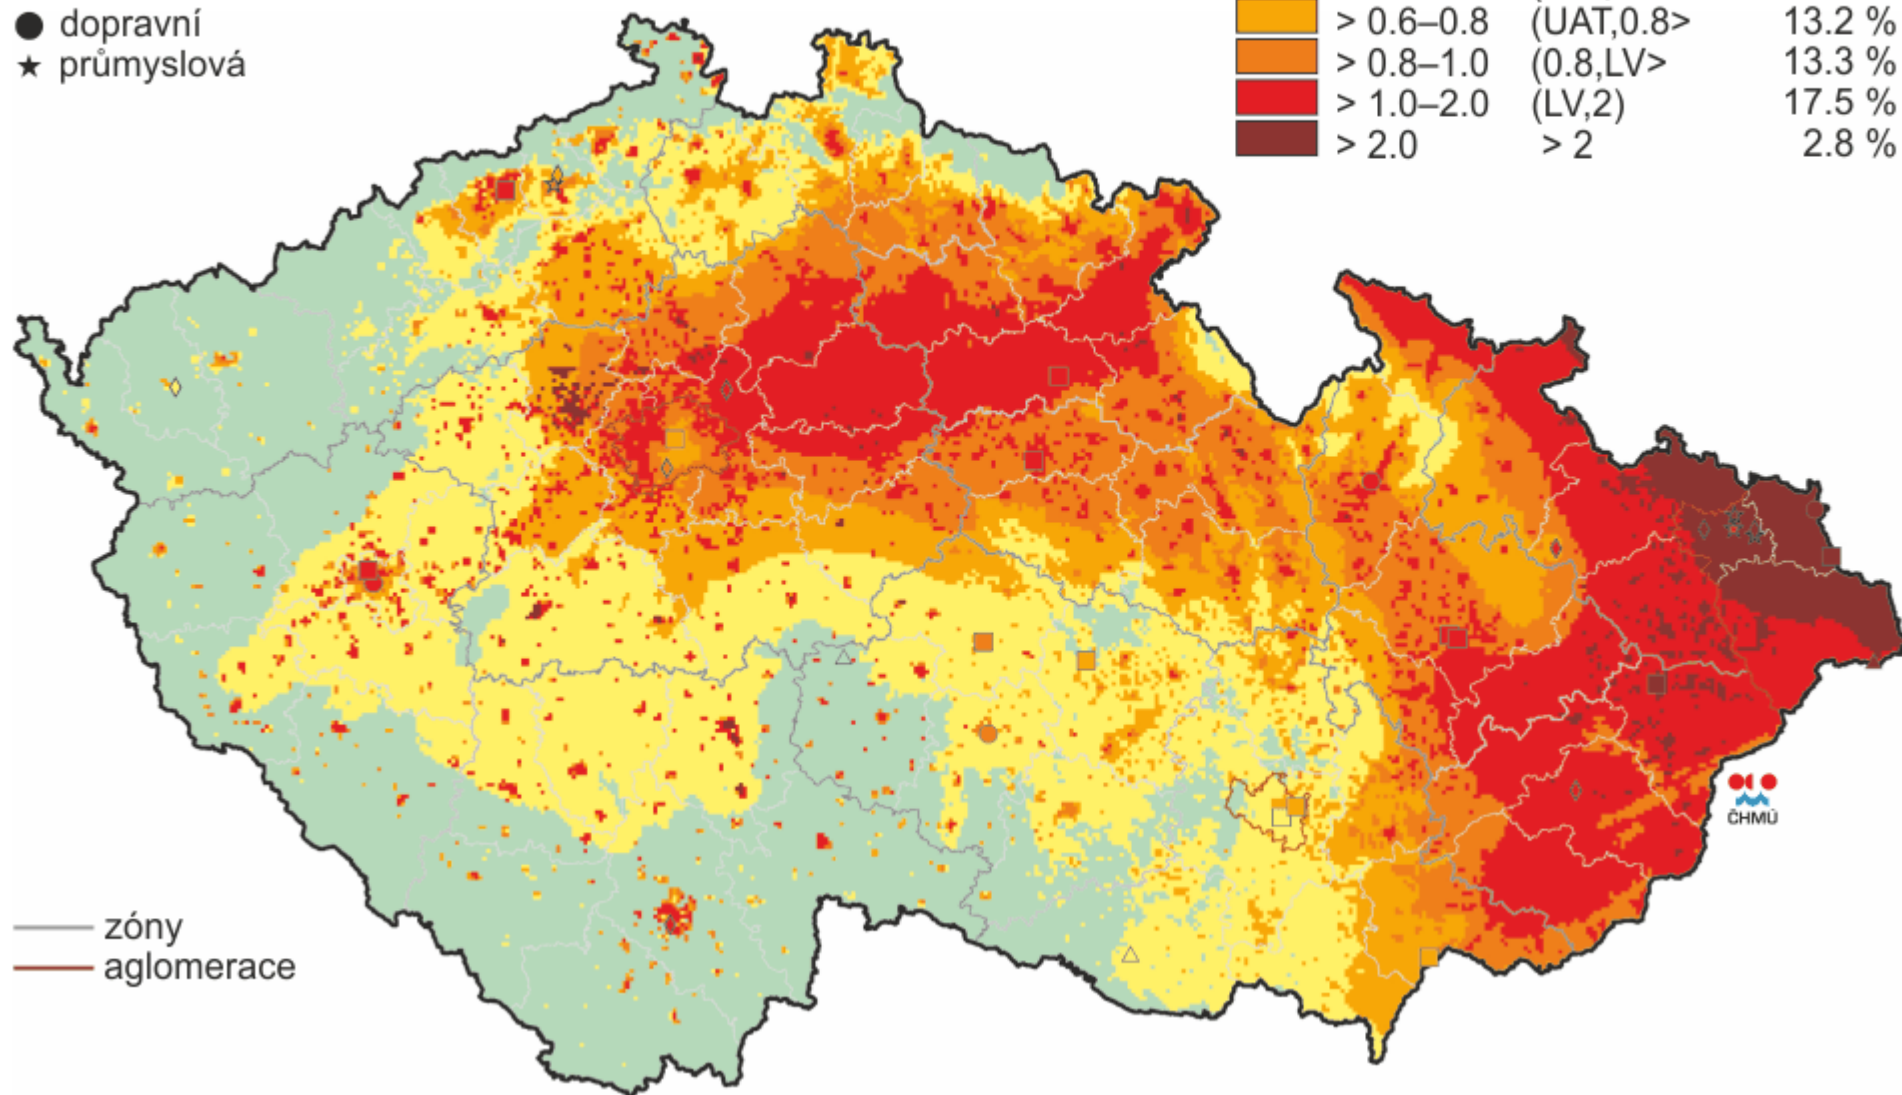 dopravní
průmyslová
> 0.6–0.8 (UAT,0.8> 13.2 %
> 0.8–1.0 (0.8,LV> 13.3 %
> 1.0–2.0 (LV,2) 17.5 %
> 2.0 > 2 2.8 %
ČHMÚ
zóny
aglomerace